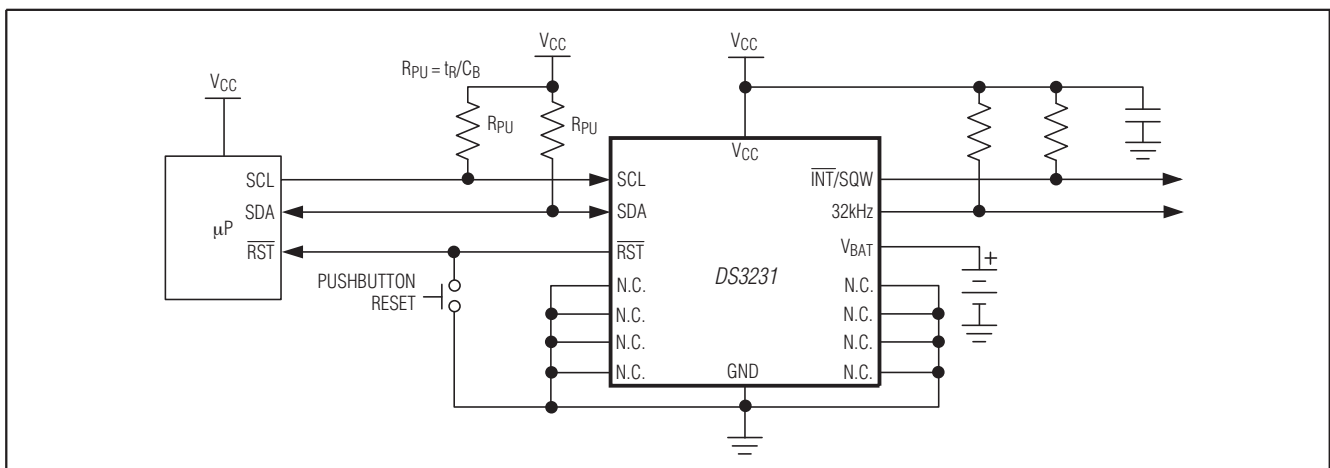 VCC
VCC
RPU = tR/CB
VCC
RPU
RPU
VCC
SCL
SCL
INT/SQW
SDA
SDA
32kHz
µP
RST
RST
VBAT
+
PUSHBUTTON
RESET
DS3231
N.C.
N.C.
N.C.
N.C.
N.C.
N.C.
N.C.
N.C.
GND